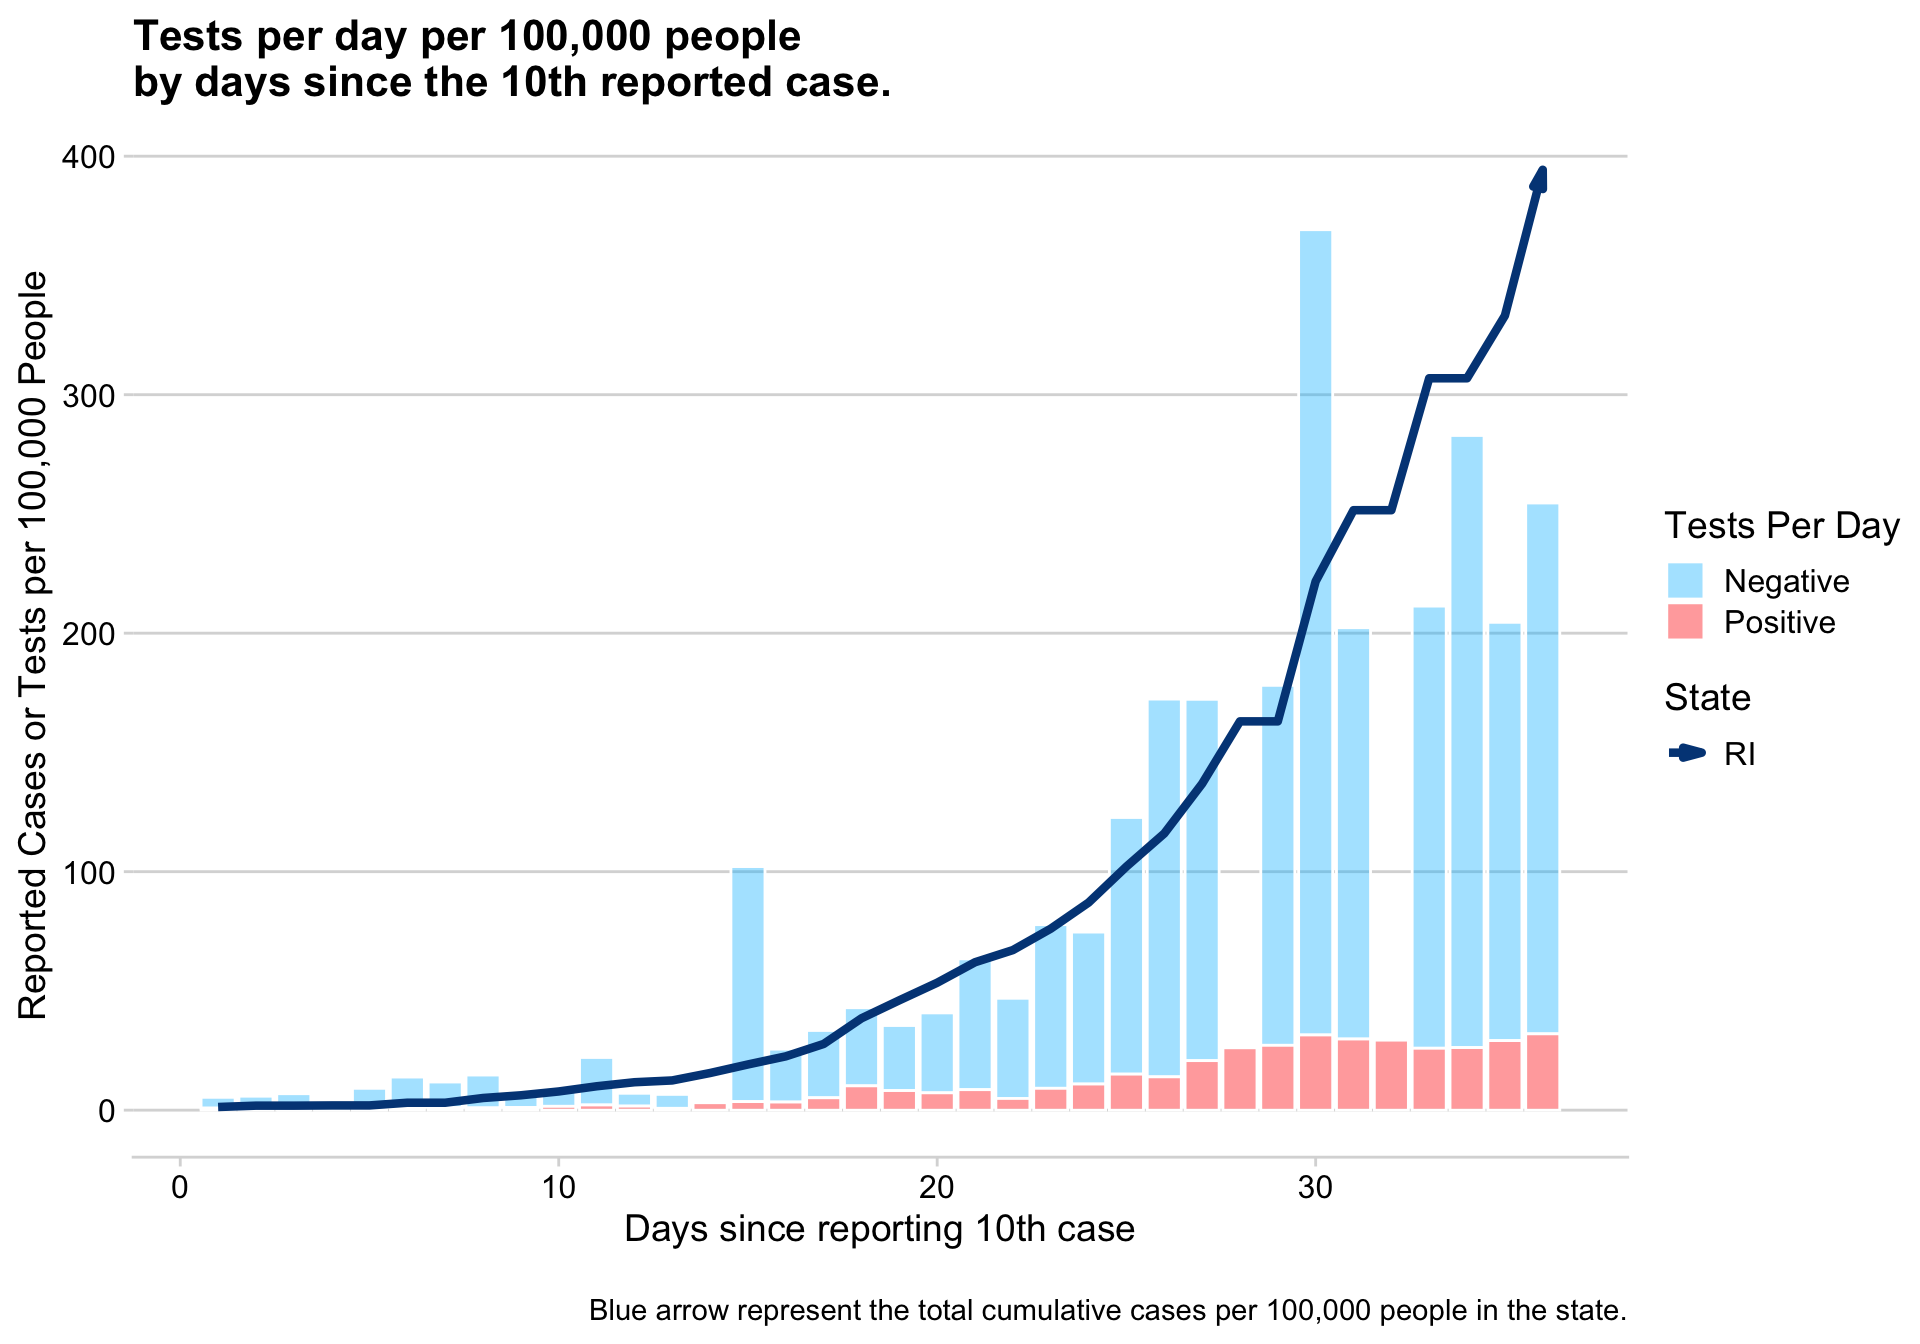 Tests per day per 100,000 people
by days since the 10th reported case.
Reported Cases or Tests per 100,000 People
400
300
200
100
0
0
10
20
30
Days since reporting 10th case
Tests Per Day
Negative
Positive
State
RI
Blue arrow represent the total cumulative cases per 100,000 people in the state.